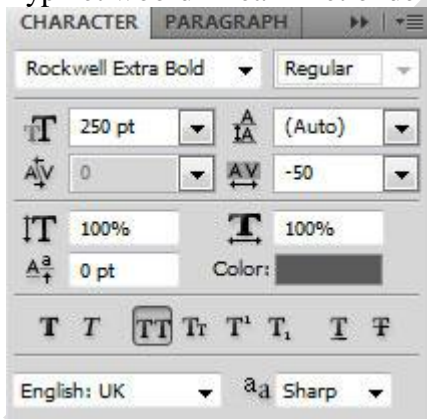 CHARACTER PARAGRAPH
Rockwell Extra Bold Regular
250 pt (Auto)
0 -50
100% 100%
0 pt Color:
T T TT Tr T¹ T₁ T T
English: UK aa Sharp